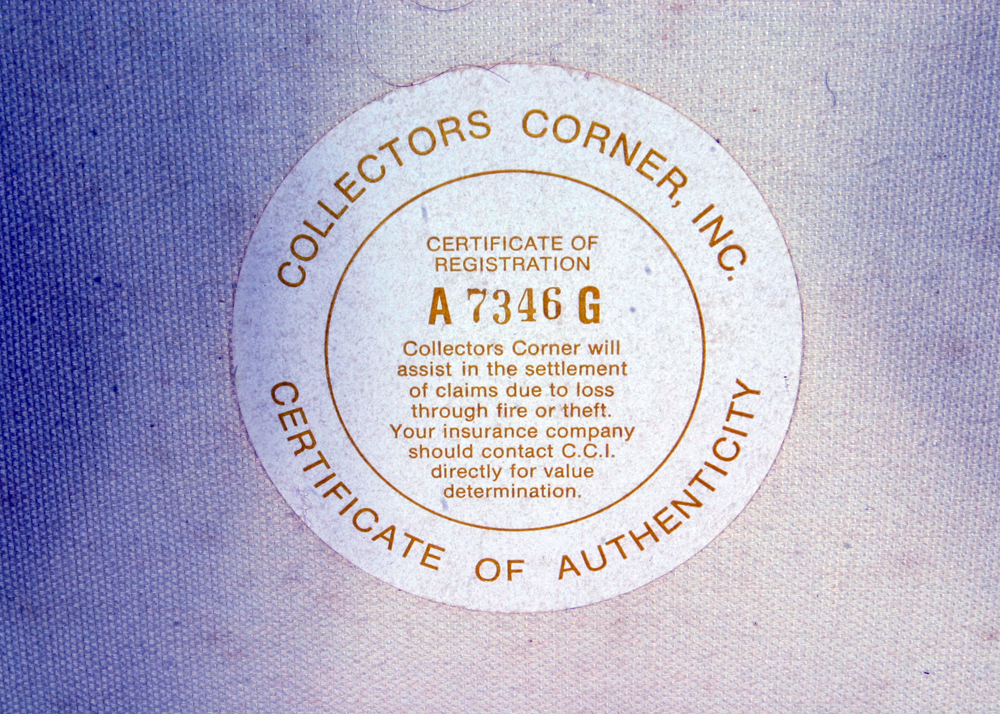 COLLECTORS CORNER, INC.
CERTIFICATE OF
REGISTRATION
A 7346 G
Collectors Corner will
assist in the settlement
of claims due to loss
through fire or theft.
Your insurance company
should contact C.C.I.
directly for value
determination.
CERTIFICATE OF AUTHENTICITY